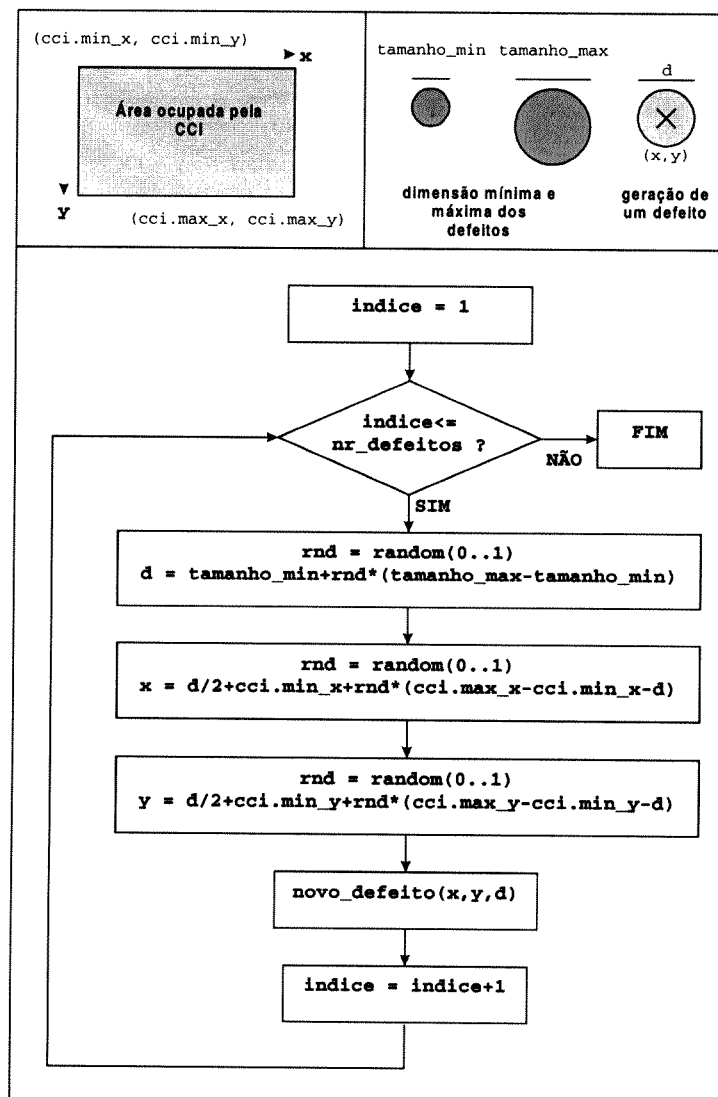 (cci.min_x, cci.min_y)
x
Área ocupada pela
CCI
y
(cci.max_x, cci.max_y)
tamanho_min tamanho_max
d
(x,y)
dimensão mínima e
máxima dos
defeitos
geração de
um defeito
indice = 1
indice<=
nr_defeitos ?
NÃO
FIM
SIM
rnd = random(0..1)
d = tamanho_min+rnd*(tamanho_max-tamanho_min)
rnd = random(0..1)
x = d/2+cci.min_x+rnd*(cci.max_x-cci.min_x-d)
rnd = random(0..1)
y = d/2+cci.min_y+rnd*(cci.max_y-cci.min_y-d)
novo_defeito(x,y,d)
indice = indice+1